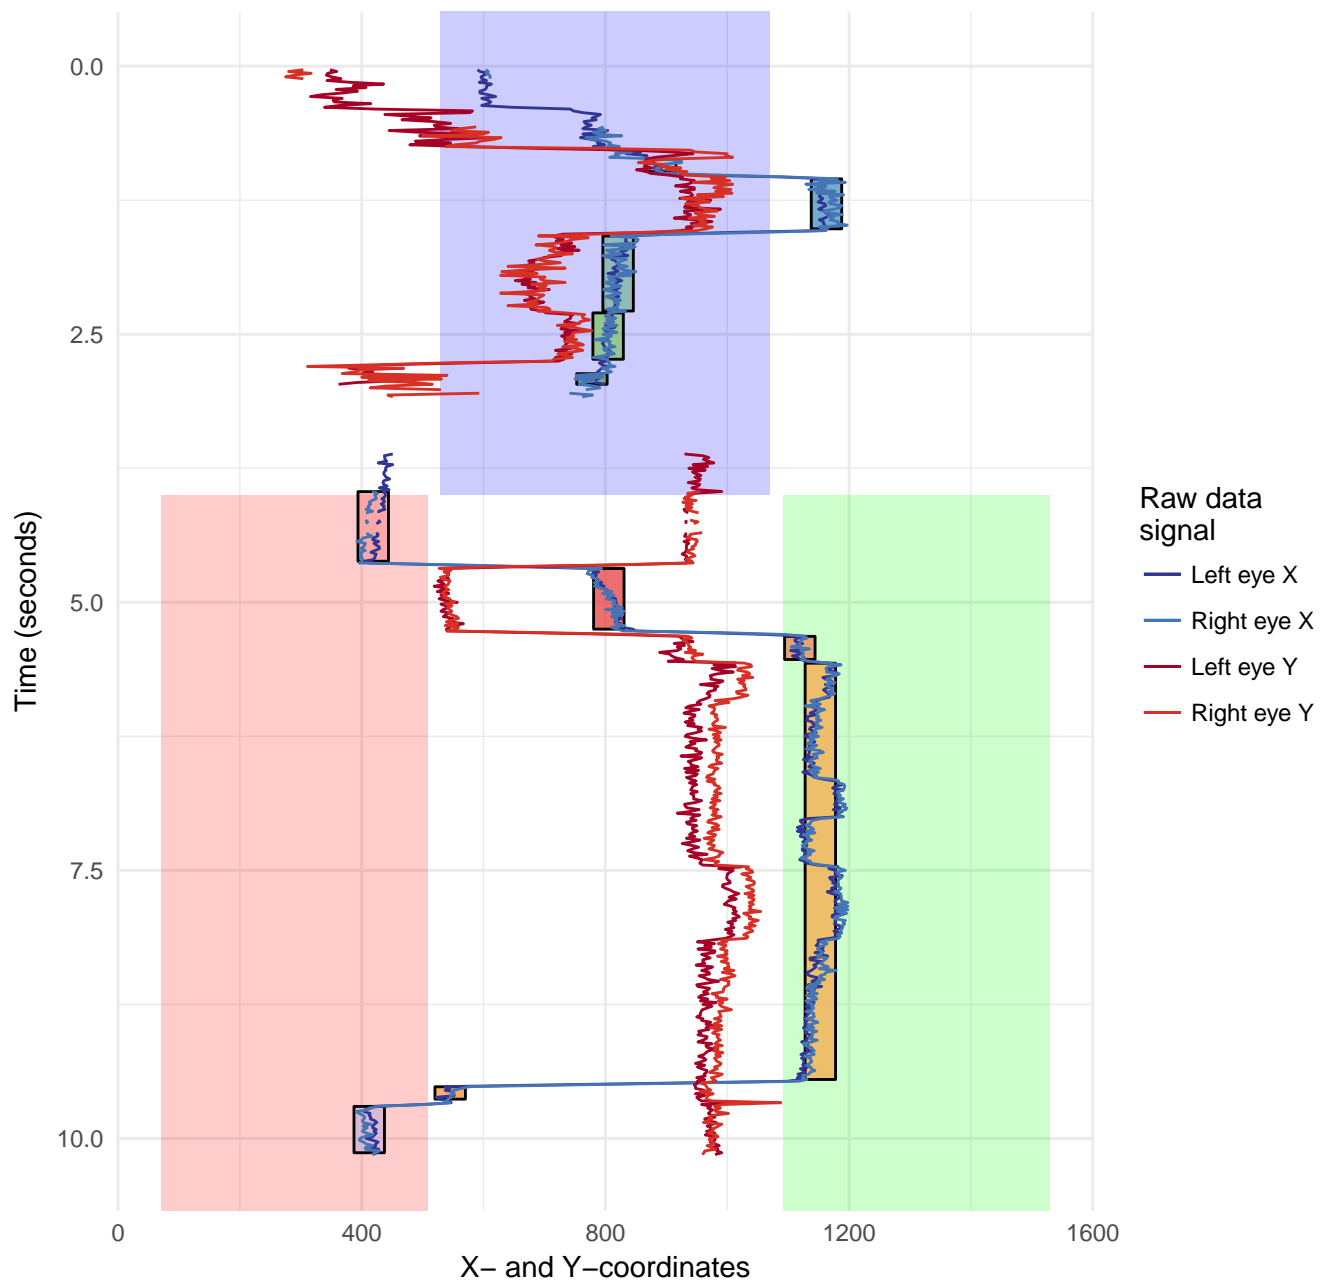 0.0
2.5
5.0
7.5
10.0
Time (seconds)
0
400
800
1200
1600
X− and Y−coordinates
Raw data
signal
Left eye X
Right eye X
Left eye Y
Right eye Y